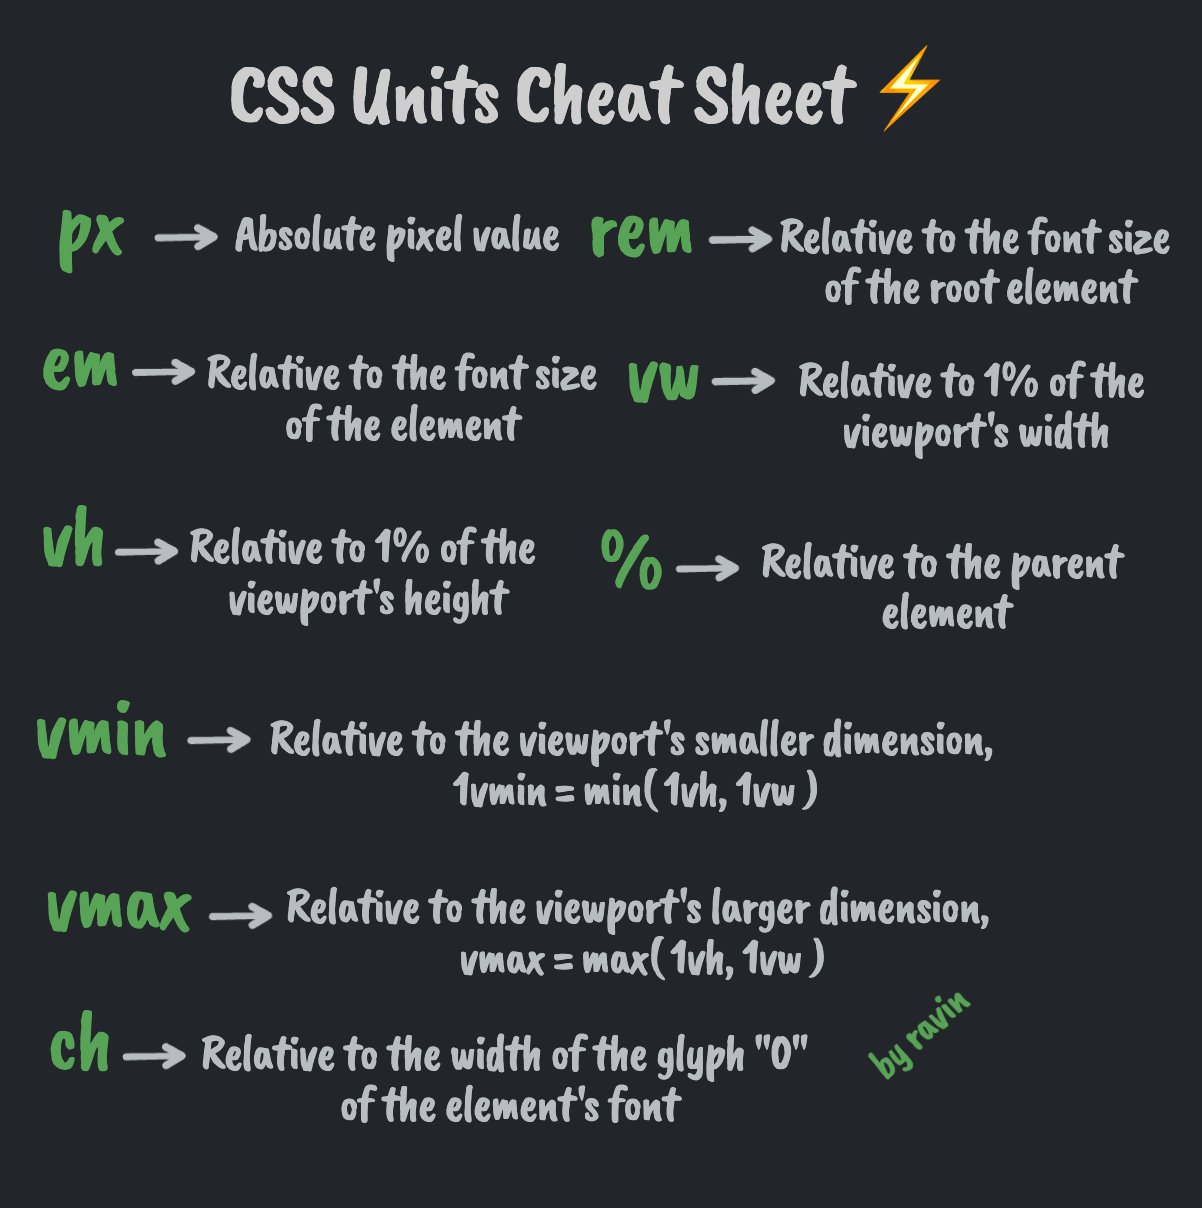 CSS Units Cheat Sheet ⚡
px → Absolute pixel value
rem → Relative to the font size
of the root element
em → Relative to the font size
of the element
vw → Relative to 1% of the
viewport's width
vh → Relative to 1% of the
viewport's height
% → Relative to the parent
element
vmin → Relative to the viewport's smaller dimension,
1vmin = min( 1vh, 1vw )
vmax → Relative to the viewport's larger dimension,
vmax = max( 1vh, 1vw )
ch → Relative to the width of the glyph "0"
of the element's font
by ravin